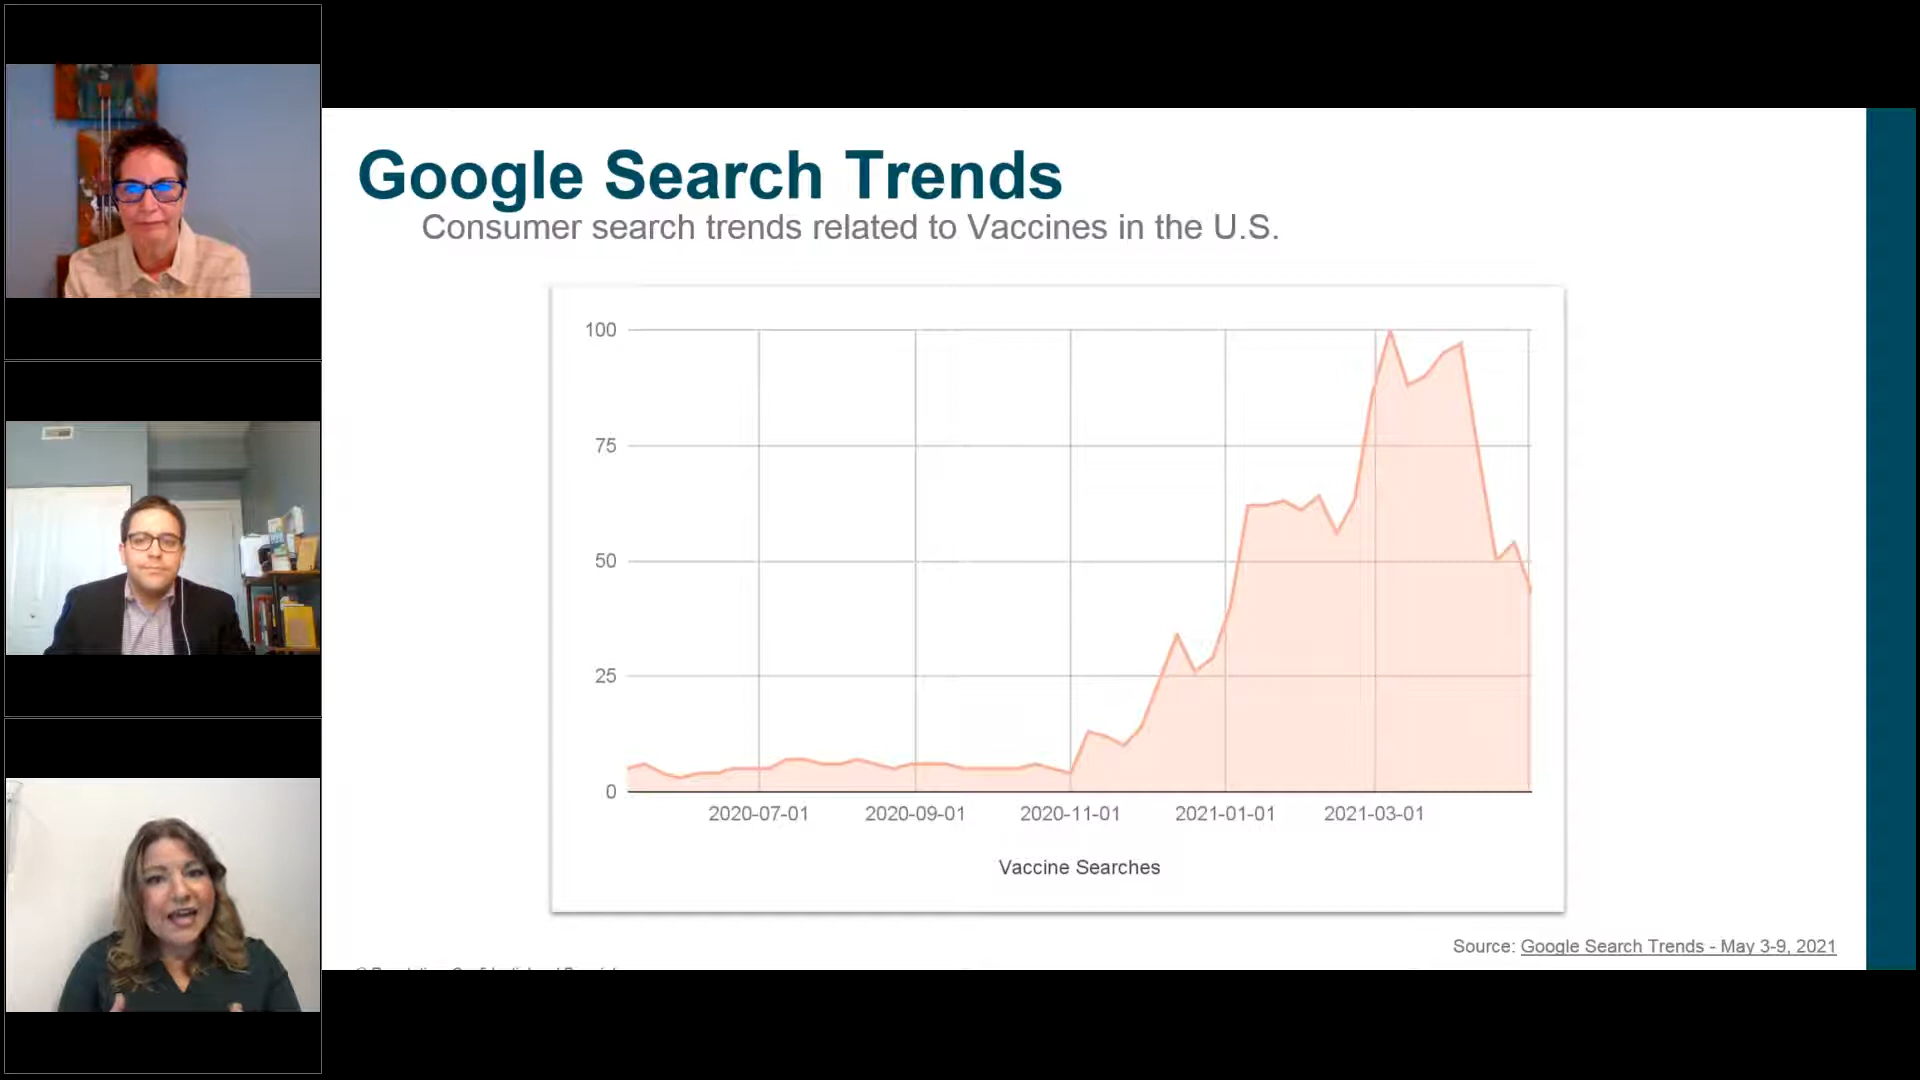 Google Search Trends
Consumer search trends related to Vaccines in the U.S.
100
75
50
25
0
2020-07-01 2020-09-01 2020-11-01 2021-01-01 2021-03-01
Vaccine Searches
Source: Google Search Trends - May 3-9, 2021